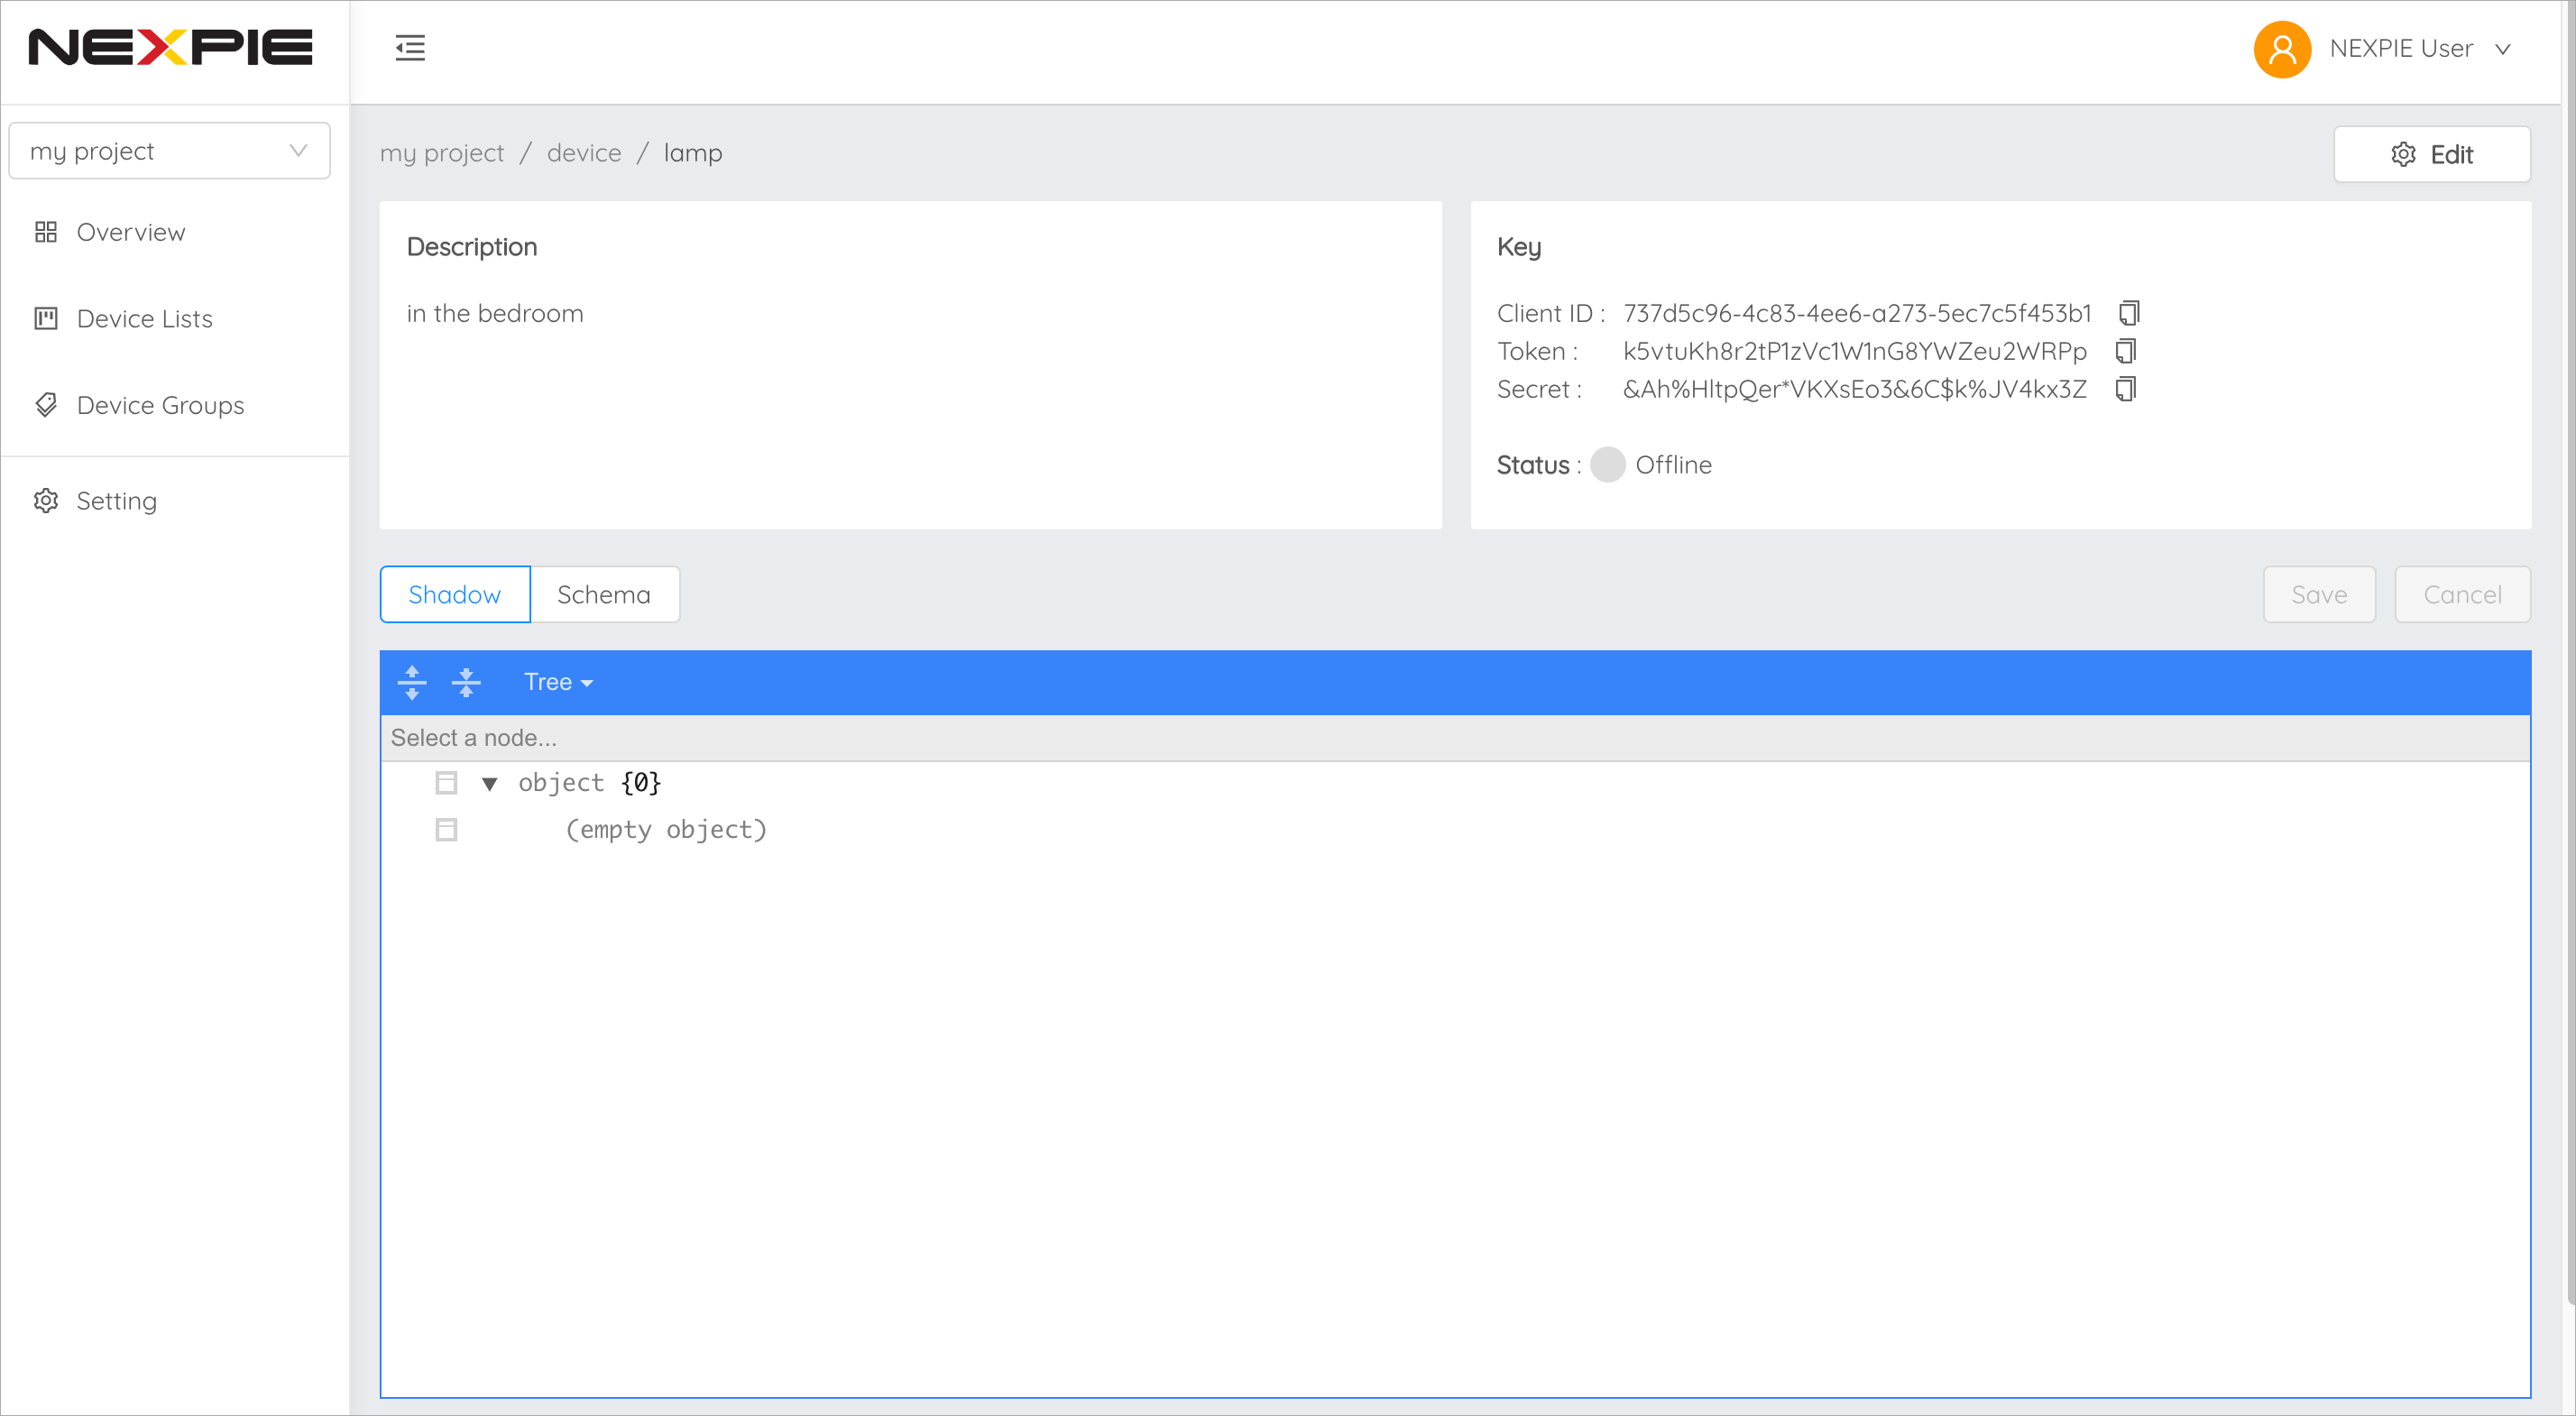 NEXPIE
NEXPIE User
my project
my project / device / lamp
Edit
Overview
Device Lists
Device Groups
Setting
Description
in the bedroom
Key
Client ID : 737d5c96-4c83-4ee6-a273-5ec7c5f453b1
Token : k5vtuKh8r2tP1zVc1W1nG8YWZeu2WRPp
Secret : &Ah%HltpQer*VKXsEo3&6C$k%JV4kx3Z
Status : Offline
Shadow Schema
Save Cancel
Tree
Select a node...
object {0}
(empty object)